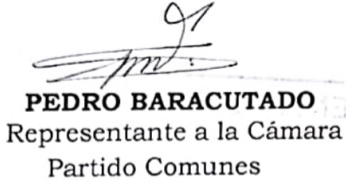 PEDRO BARACUTADO
Representante a la Cámara
Partido Comunes